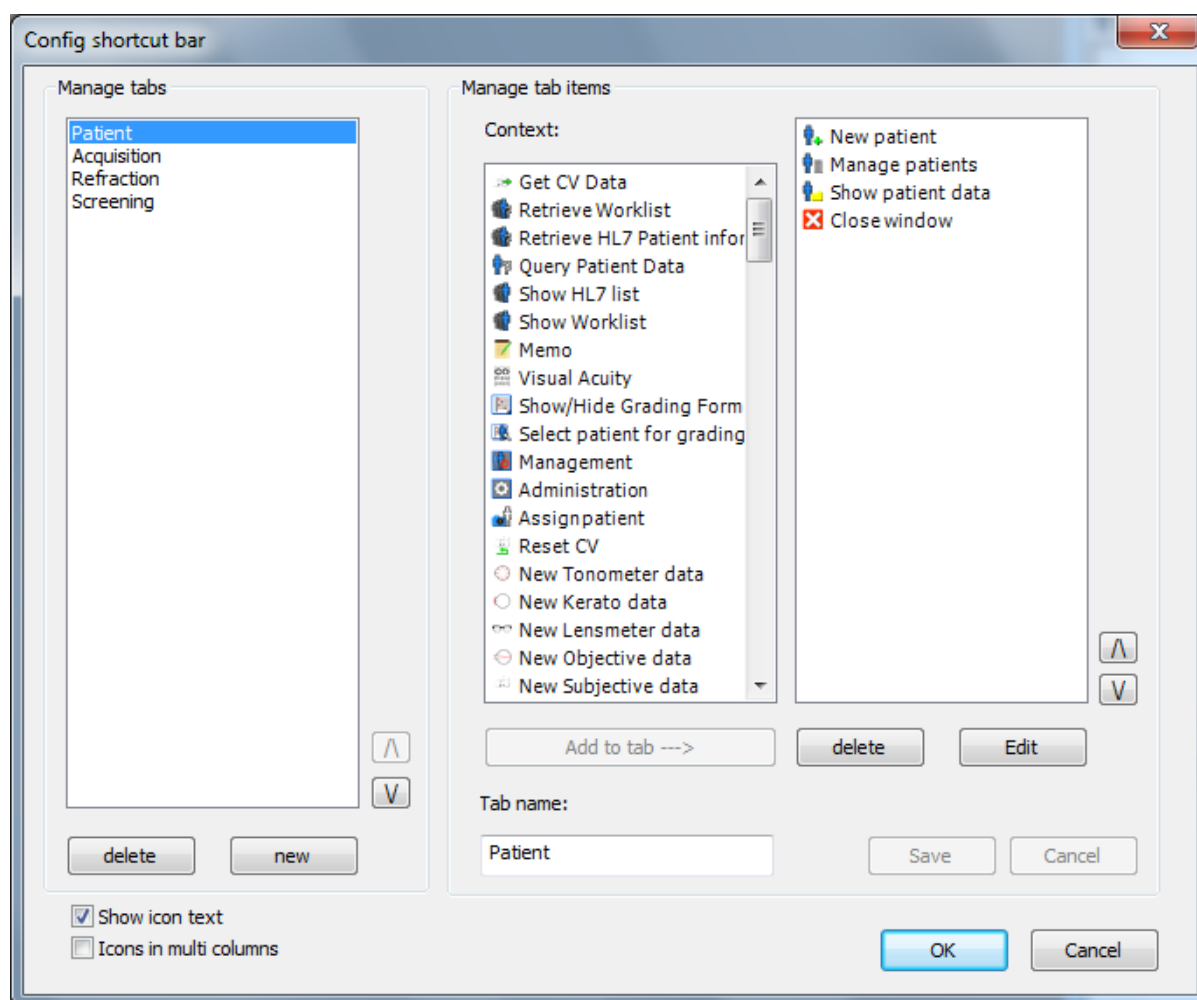 Config shortcut bar
Manage tabs
Patient
Acquisition
Refraction
Screening
/\
V
delete
new
Manage tab items
Context:
Get CV Data
Retrieve Worklist
Retrieve HL7 Patient infor
Query Patient Data
Show HL7 list
Show Worklist
Memo
Visual Acuity
Show/Hide Grading Form
Select patient for grading
Management
Administration
Assign patient
Reset CV
New Tonometer data
New Kerato data
New Lensmeter data
New Objective data
New Subjective data
New patient
Manage patients
Show patient data
Close window
/\
V
Add to tab --->
delete
Edit
Tab name:
Patient
Save
Cancel
Show icon text
Icons in multi columns
OK
Cancel